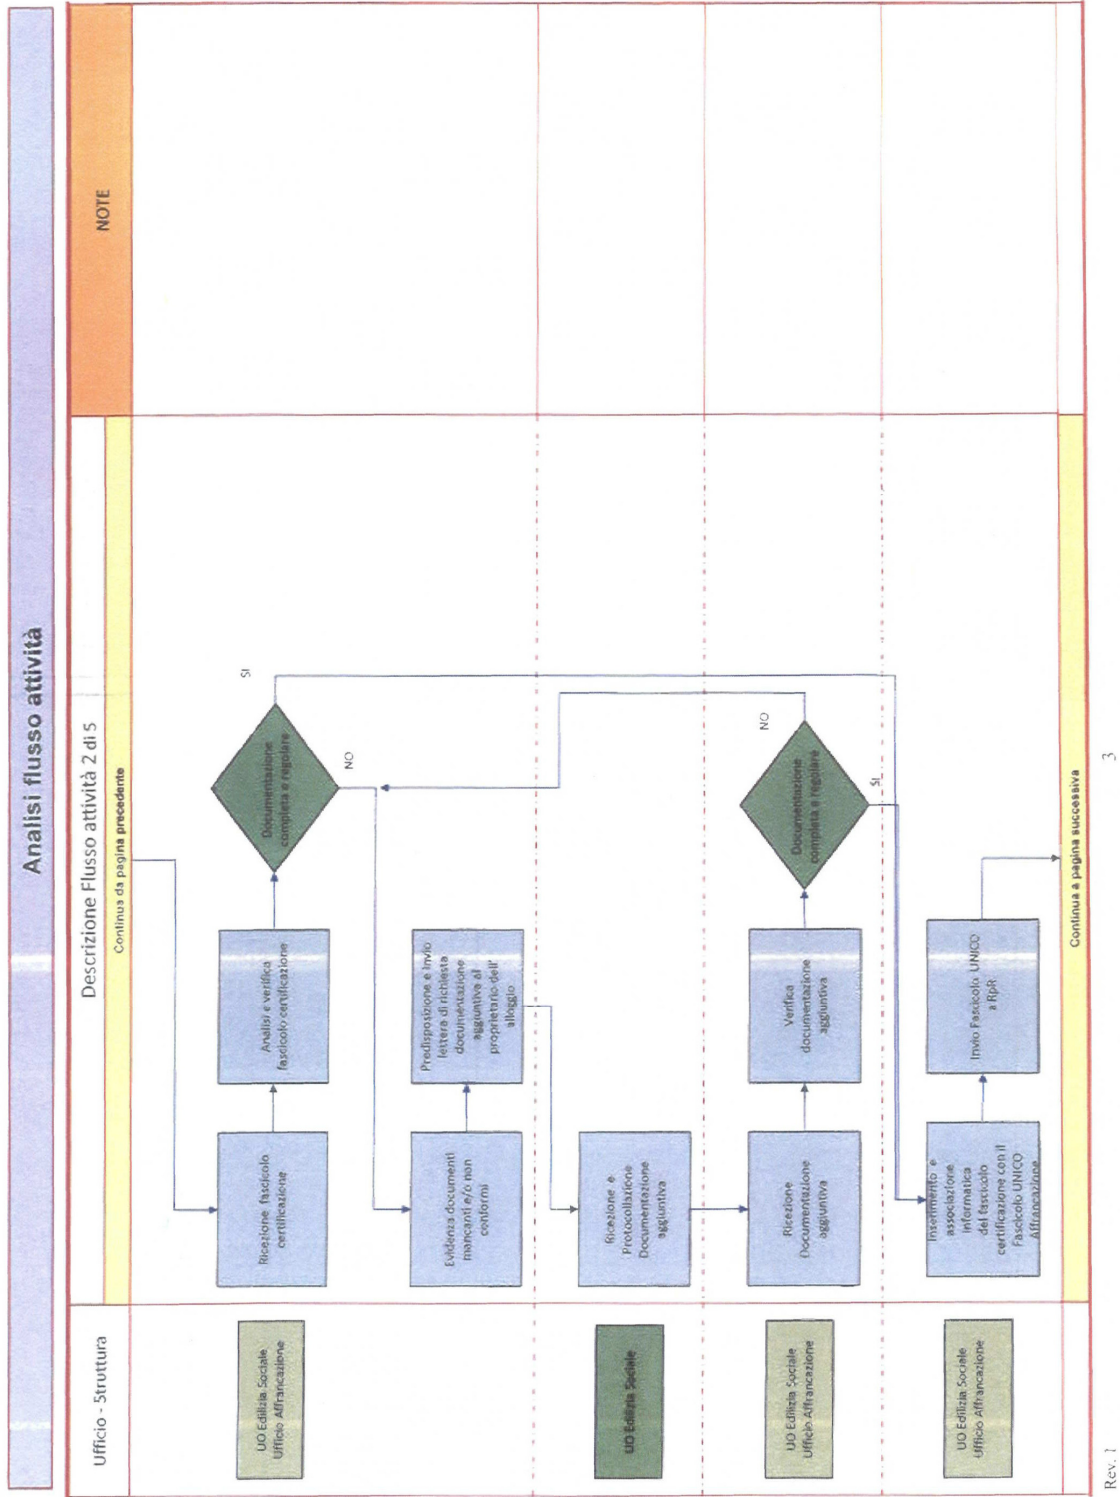 Analisi flusso attività
Ufficio - Struttura
Descrizione Flusso attività 2 di 5
NOTE
Continua da pagina precedente
UO Edilizia Sociale
Ufficio Affrancazione
Ricezione fascicolo
certificazione
Analisi e verifica
fascicolo certificazione
Documentazione
completa e regolare
SI
NO
Evidenza documenti
mancanti e/o non
conformi
Predisposizione e Invio
lettera di richiesta
documentazione
aggiuntiva al
proprietario dell'
alloggio
UO Edilizia Sociale
Ricezione e
Protocollazione
Documentazione
aggiuntiva
UO Edilizia Sociale
Ufficio Affrancazione
Ricezione
Documentazione
aggiuntiva
Verifica
documentazione
aggiuntiva
Documentazione
completa e regolare
NO
SI
UO Edilizia Sociale
Ufficio Affrancazione
Inserimento e
associazione
informatica
del fascicolo
certificazione con il
Fascicolo UNICO
Affrancazione
Invio Fascicolo UNICO
a RpR
Continua a pagina successiva
Rev. 1
3